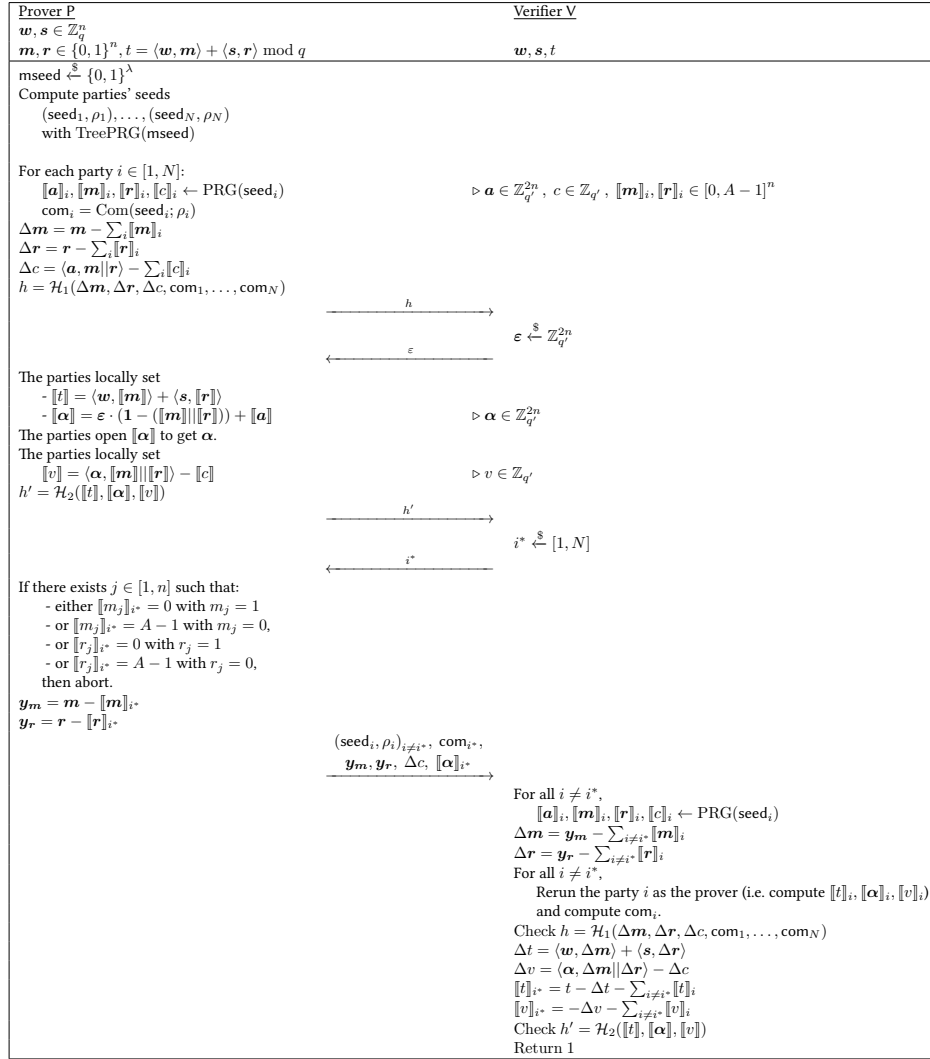 Prover P	Verifier V
w, s ∈ ℤ_q^n
m, r ∈ {0, 1}^n, t = ⟨w, m⟩ + ⟨s, r⟩ mod q	w, s, t
mseed ←$ {0, 1}^λ
Compute parties' seeds
(seed_1, ρ_1), . . . , (seed_N, ρ_N)
with TreePRG(mseed)
For each party i ∈ [1, N]:
⟦a⟧_i, ⟦m⟧_i, ⟦r⟧_i, ⟦c⟧_i ← PRG(seed_i)	▷ a ∈ ℤ_{q′}^{2n} , c ∈ ℤ_{q′} , ⟦m⟧_i, ⟦r⟧_i ∈ [0, A − 1]^n
com_i = Com(seed_i; ρ_i)
Δm = m − ∑_i⟦m⟧_i
Δr = r − ∑_i⟦r⟧_i
Δc = ⟨a, m||r⟩ − ∑_i⟦c⟧_i
h = ℋ_1(Δm, Δr, Δc, com_1, . . . , com_N)
h
ε ←$ ℤ_{q′}^{2n}
ε
The parties locally set
- ⟦t⟧ = ⟨w, ⟦m⟧⟩ + ⟨s, ⟦r⟧⟩
- ⟦α⟧ = ε · (1 − (⟦m⟧||⟦r⟧)) + ⟦a⟧	▷ α ∈ ℤ_{q′}^{2n}
The parties open ⟦α⟧ to get α.
The parties locally set
⟦v⟧ = ⟨α, ⟦m⟧||⟦r⟧⟩ − ⟦c⟧	▷ v ∈ ℤ_{q′}
h′ = ℋ_2(⟦t⟧, ⟦α⟧, ⟦v⟧)
h′
i* ←$ [1, N]
i*
If there exists j ∈ [1, n] such that:
- either ⟦m_j⟧_{i*} = 0 with m_j = 1
- or ⟦m_j⟧_{i*} = A − 1 with m_j = 0,
- or ⟦r_j⟧_{i*} = 0 with r_j = 1
- or ⟦r_j⟧_{i*} = A − 1 with r_j = 0,
then abort.
y_m = m − ⟦m⟧_{i*}
y_r = r − ⟦r⟧_{i*}
(seed_i, ρ_i)_{i≠i*}, com_{i*},
y_m, y_r, Δc, ⟦α⟧_{i*}
For all i ≠ i*,
⟦a⟧_i, ⟦m⟧_i, ⟦r⟧_i, ⟦c⟧_i ← PRG(seed_i)
Δm = y_m − ∑_{i≠i*}⟦m⟧_i
Δr = y_r − ∑_{i≠i*}⟦r⟧_i
For all i ≠ i*,
Rerun the party i as the prover (i.e. compute ⟦t⟧_i, ⟦α⟧_i, ⟦v⟧_i)
and compute com_i.
Check h = ℋ_1(Δm, Δr, Δc, com_1, . . . , com_N)
Δt = ⟨w, Δm⟩ + ⟨s, Δr⟩
Δv = ⟨α, Δm||Δr⟩ − Δc
⟦t⟧_{i*} = t − Δt − ∑_{i≠i*}⟦t⟧_i
⟦v⟧_{i*} = −Δv − ∑_{i≠i*}⟦v⟧_i
Check h′ = ℋ_2(⟦t⟧, ⟦α⟧, ⟦v⟧)
Return 1